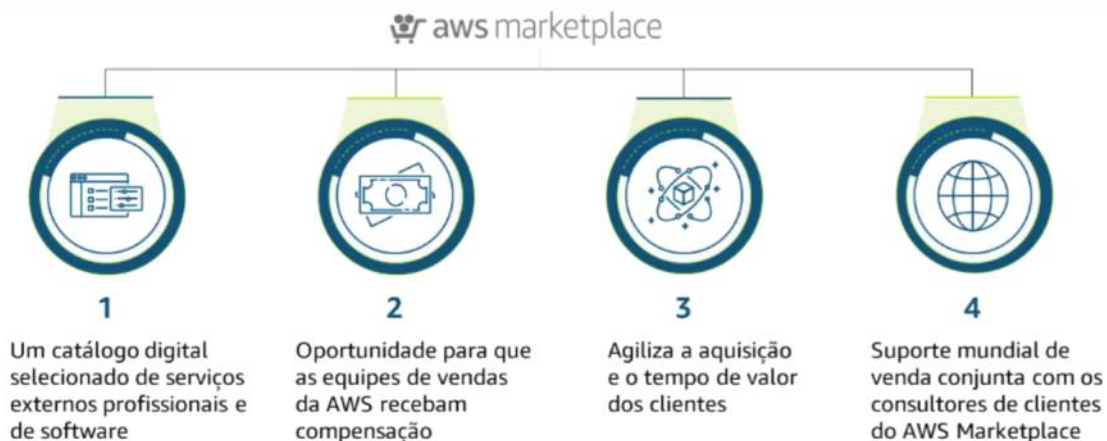 aws marketplace
1
Um catálogo digital
selecionado de serviços
externos profissionais e
de software
2
Oportunidade para que
as equipes de vendas
da AWS recebam
compensação
3
Agiliza a aquisição
e o tempo de valor
dos clientes
4
Suporte mundial de
venda conjunta com os
consultores de clientes
do AWS Marketplace